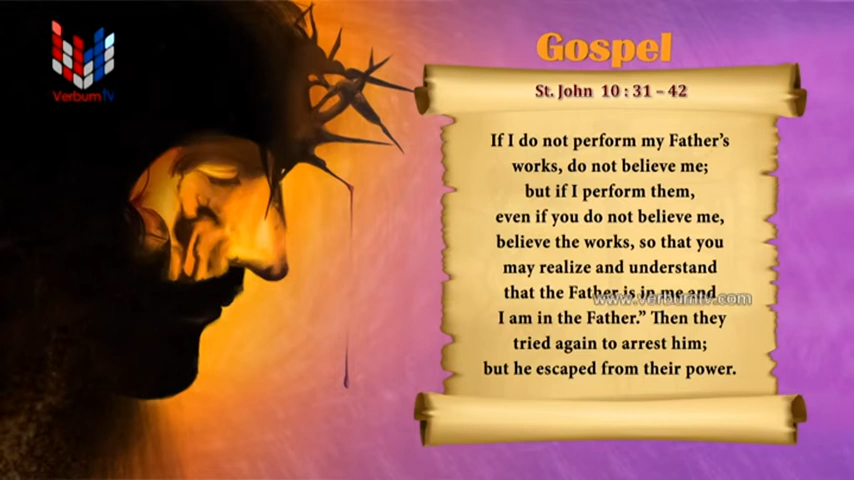 Verbum tv
Gospel
St. John 10 : 31 – 42
If I do not perform my Father’s
works, do not believe me;
but if I perform them,
even if you do not believe me,
believe the works, so that you
may realize and understand
that the Father is in me and
www.verbumtv.com
I am in the Father.” Then they
tried again to arrest him;
but he escaped from their power.